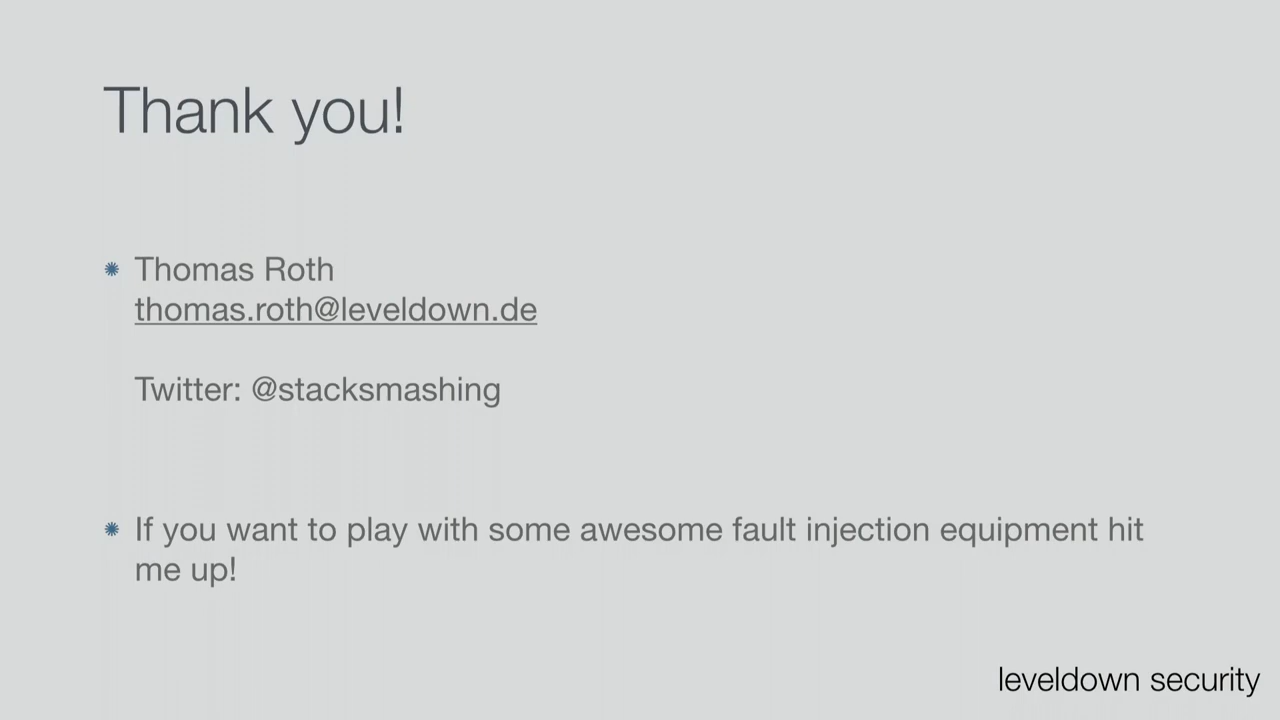 Thank you!
Thomas Roth
thomas.roth@leveldown.de
Twitter: @stacksmashing
If you want to play with some awesome fault injection equipment hit
me up!
leveldown security